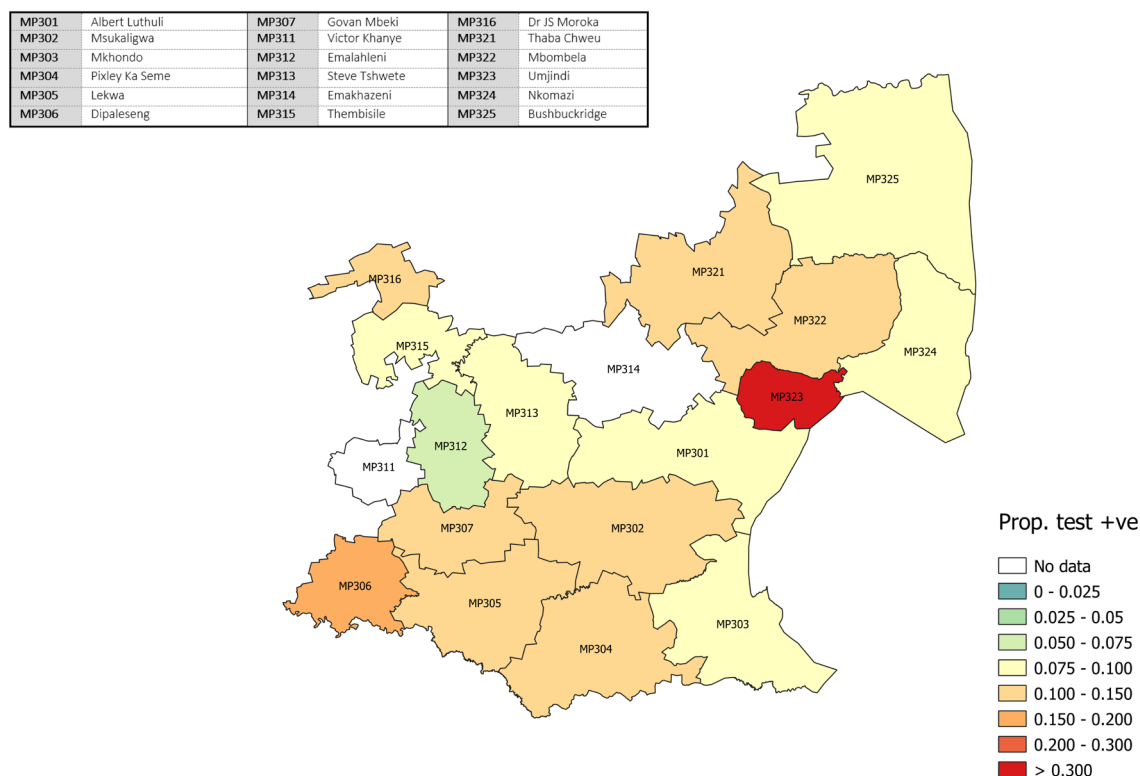 MP301 Albert Luthuli MP307 Govan Mbeki MP316 Dr JS Moroka
MP302 Msukaligwa MP311 Victor Khanye MP321 Thaba Chweu
MP303 Mkhondo MP312 Emalahleni MP322 Mbombela
MP304 Pixley Ka Seme MP313 Steve Tshwete MP323 Umjindi
MP305 Lekwa MP314 Emakhazeni MP324 Nkomazi
MP306 Dipaleseng MP315 Thembisile MP325 Bushbuckridge
MP325
MP321
MP316
MP322
MP315
MP324
MP314
MP323
MP313
MP312
MP301
MP311
MP307
MP302
MP306
MP305
MP303
MP304
Prop. test +ve
No data
0 - 0.025
0.025 - 0.05
0.050 - 0.075
0.075 - 0.100
0.100 - 0.150
0.150 - 0.200
0.200 - 0.300
> 0.300